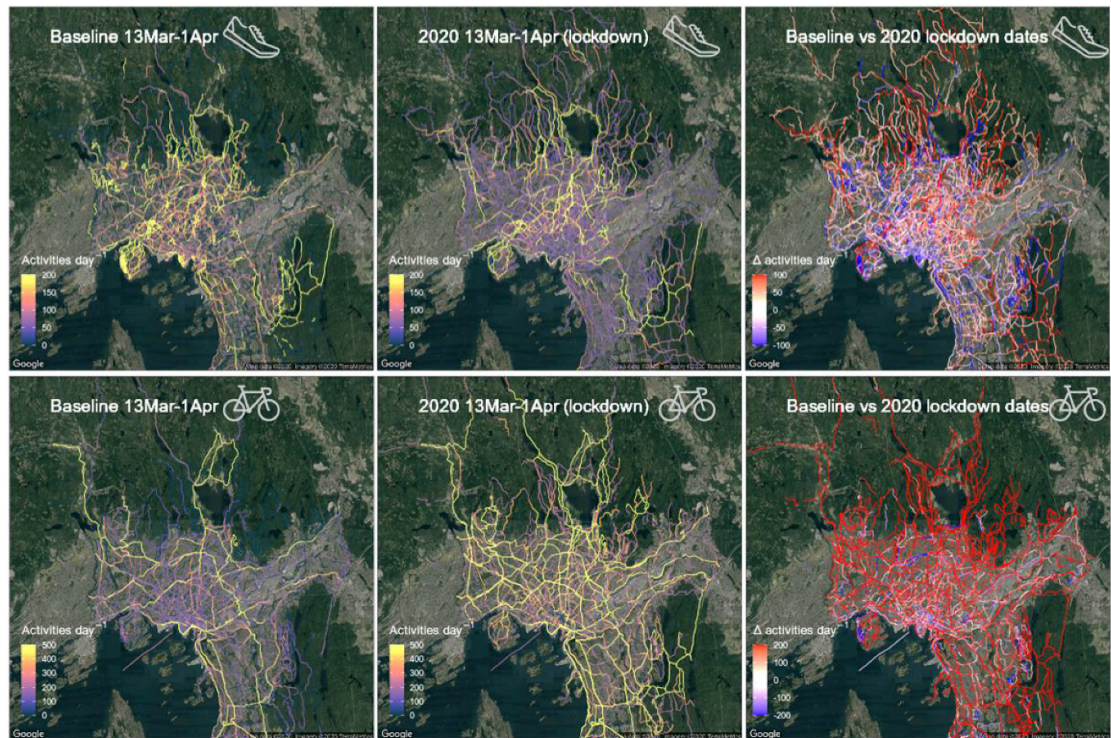 Baseline 13Mar-1Apr
2020 13Mar-1Apr (lockdown)
Baseline vs 2020 lockdown dates
Activities day
200
150
100
50
0
Google
Activities day
200
150
100
50
0
Google
Δ activities day
100
50
0
-50
-100
Google
Baseline 13Mar-1Apr
2020 13Mar-1Apr (lockdown)
Baseline vs 2020 lockdown dates
Activities day
500
400
300
200
100
0
Google
Activities day
500
400
300
200
100
0
Google
Δ activities day
200
100
0
-100
-200
Google